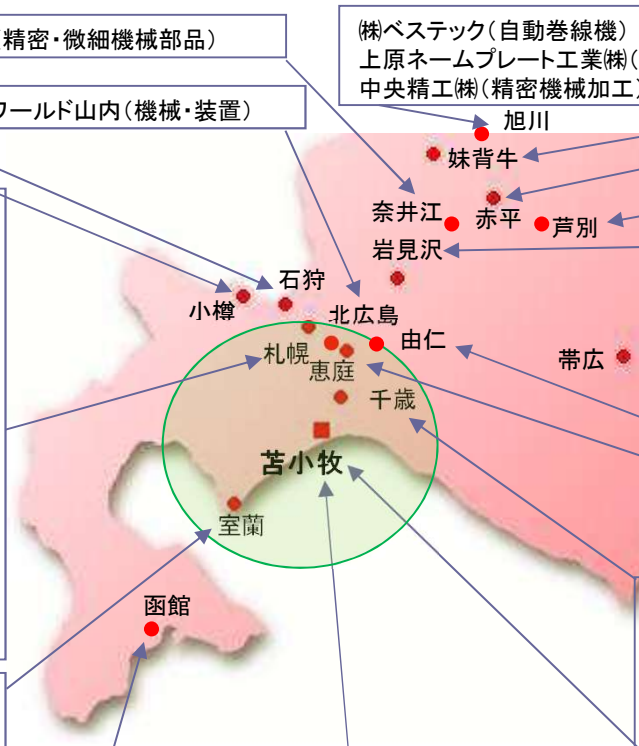 精密・微細機械部品）
㈱ベステック（自動巻線機）
上原ネームプレート工業㈱（
中央精工㈱（精密機械加工）
ワールド山内（機械・装置）
旭川
妹背牛
奈井江
赤平
芦別
岩見沢
石狩
小樽
北広島
札幌
恵庭
由仁
帯広
千歳
苫小牧
室蘭
函館